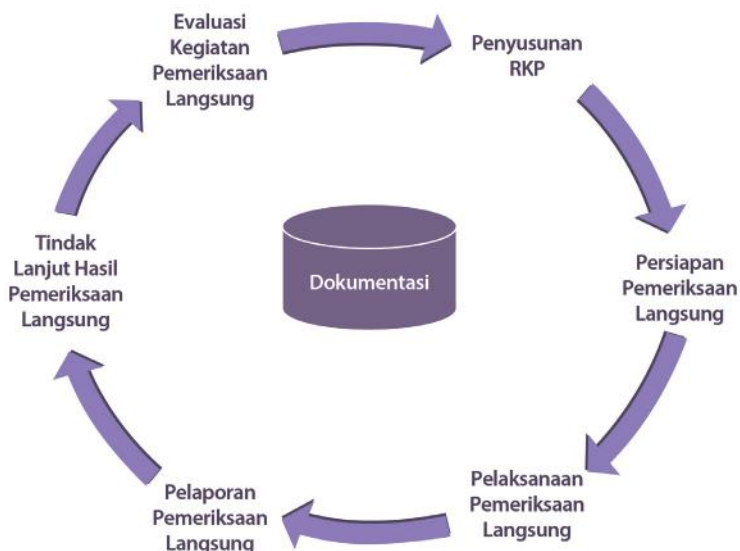 Evaluasi
Kegiatan
Pemeriksaan
Langsung
Penyusunan
RKP
Persiapan
Pemeriksaan
Langsung
Pelaksanaan
Pemeriksaan
Langsung
Pelaporan
Pemeriksaan
Langsung
Tindak
Lanjut Hasil
Pemeriksaan
Langsung
Dokumentasi